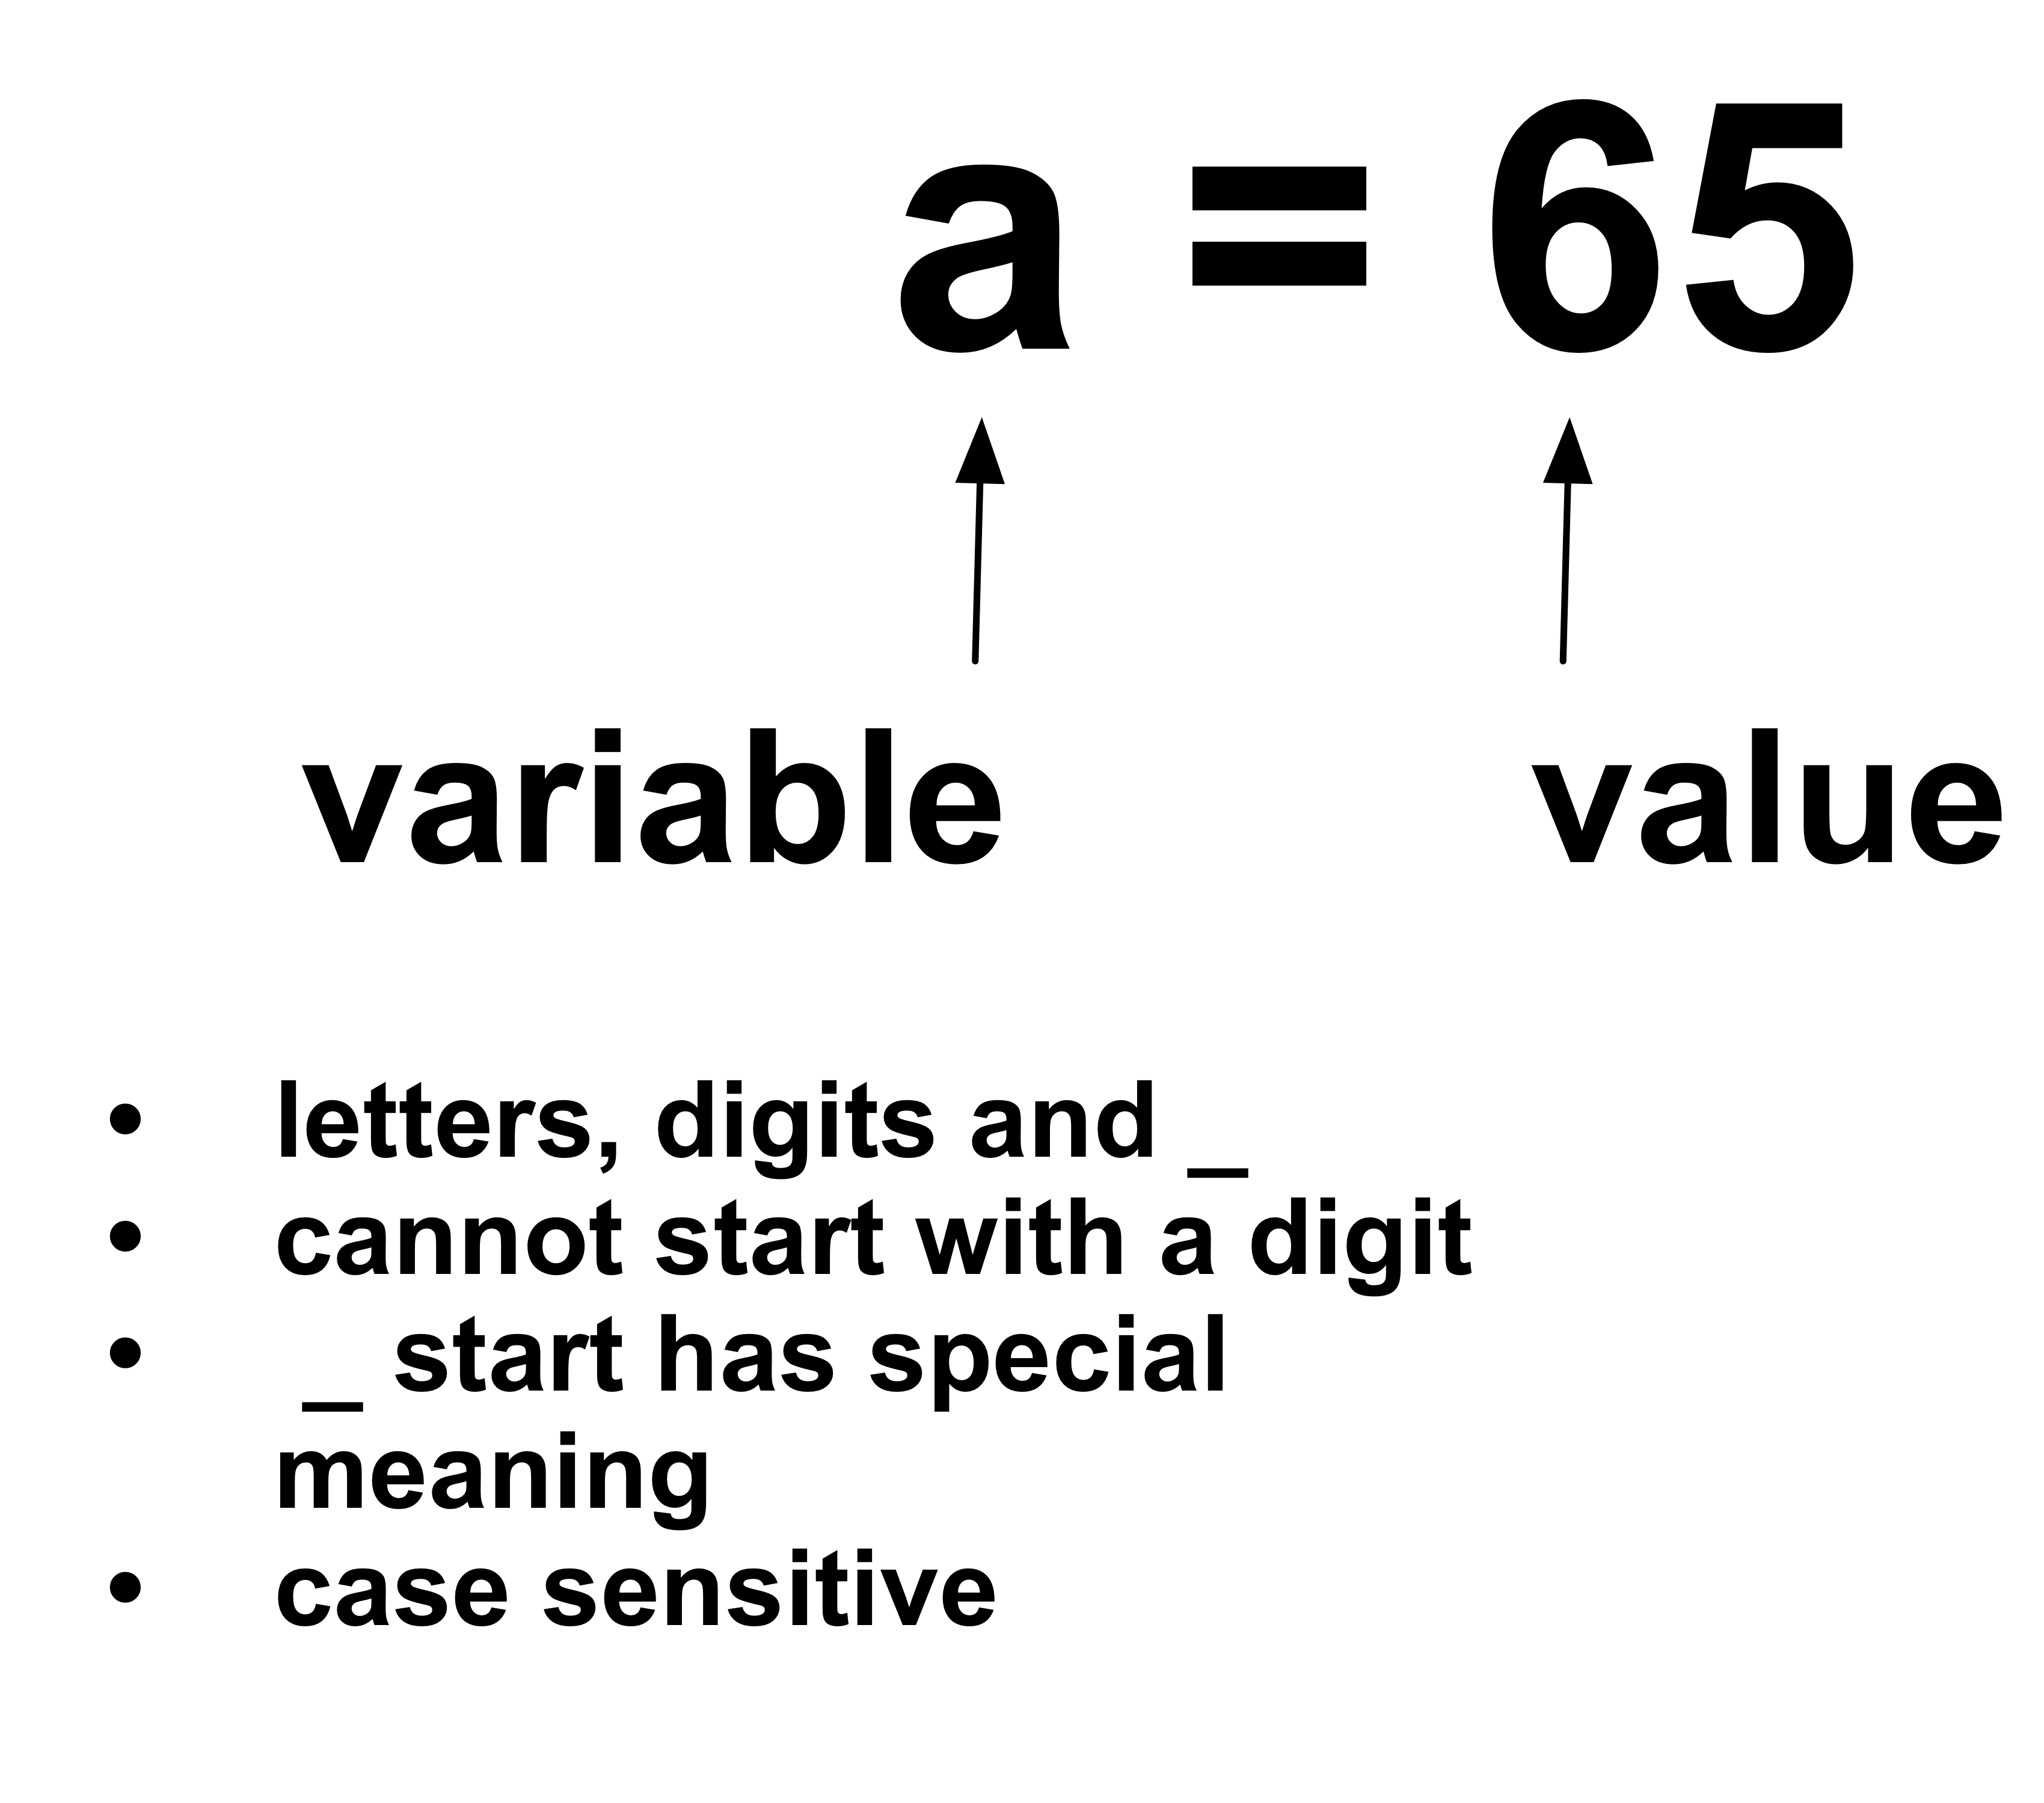 a = 65
variable value
• letters, digits and _
• cannot start with a digit
• _ start has special
meaning
• case sensitive